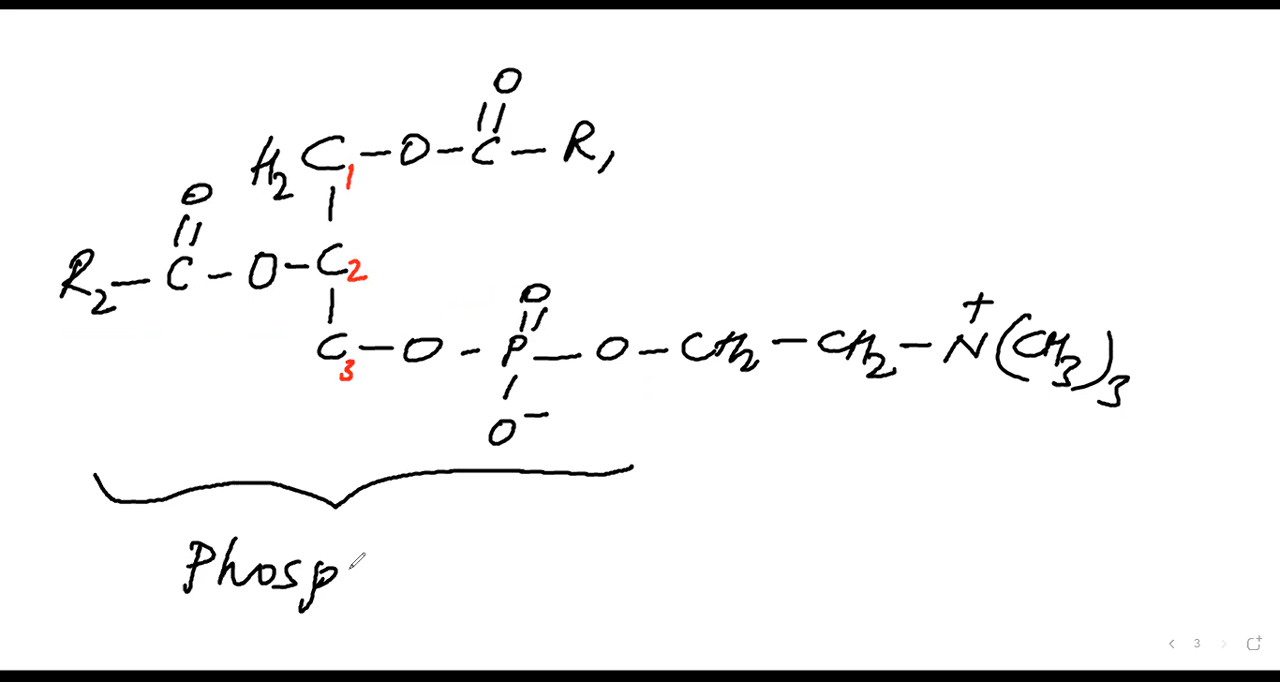 O
H₂C₁-O-C-R₁
O
R₂-C-O-C₂
O
C₃-O-P-O-CH₂-CH₂-N⁺(CH₃)₃
O⁻
Phosp
3